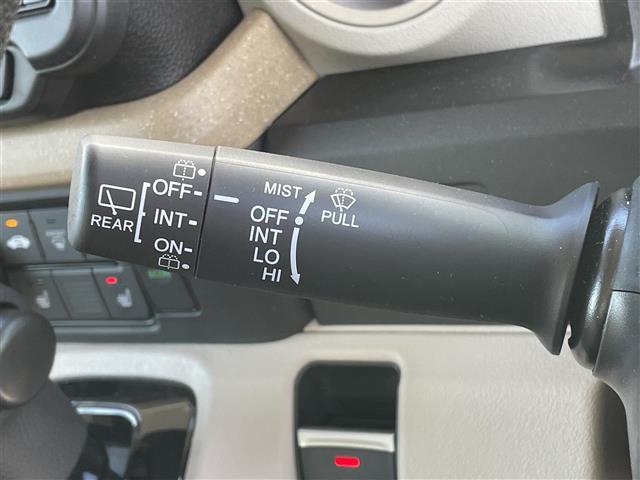 REAR
OFF
INT
ON
MIST
OFF
INT
LO
HI
PULL